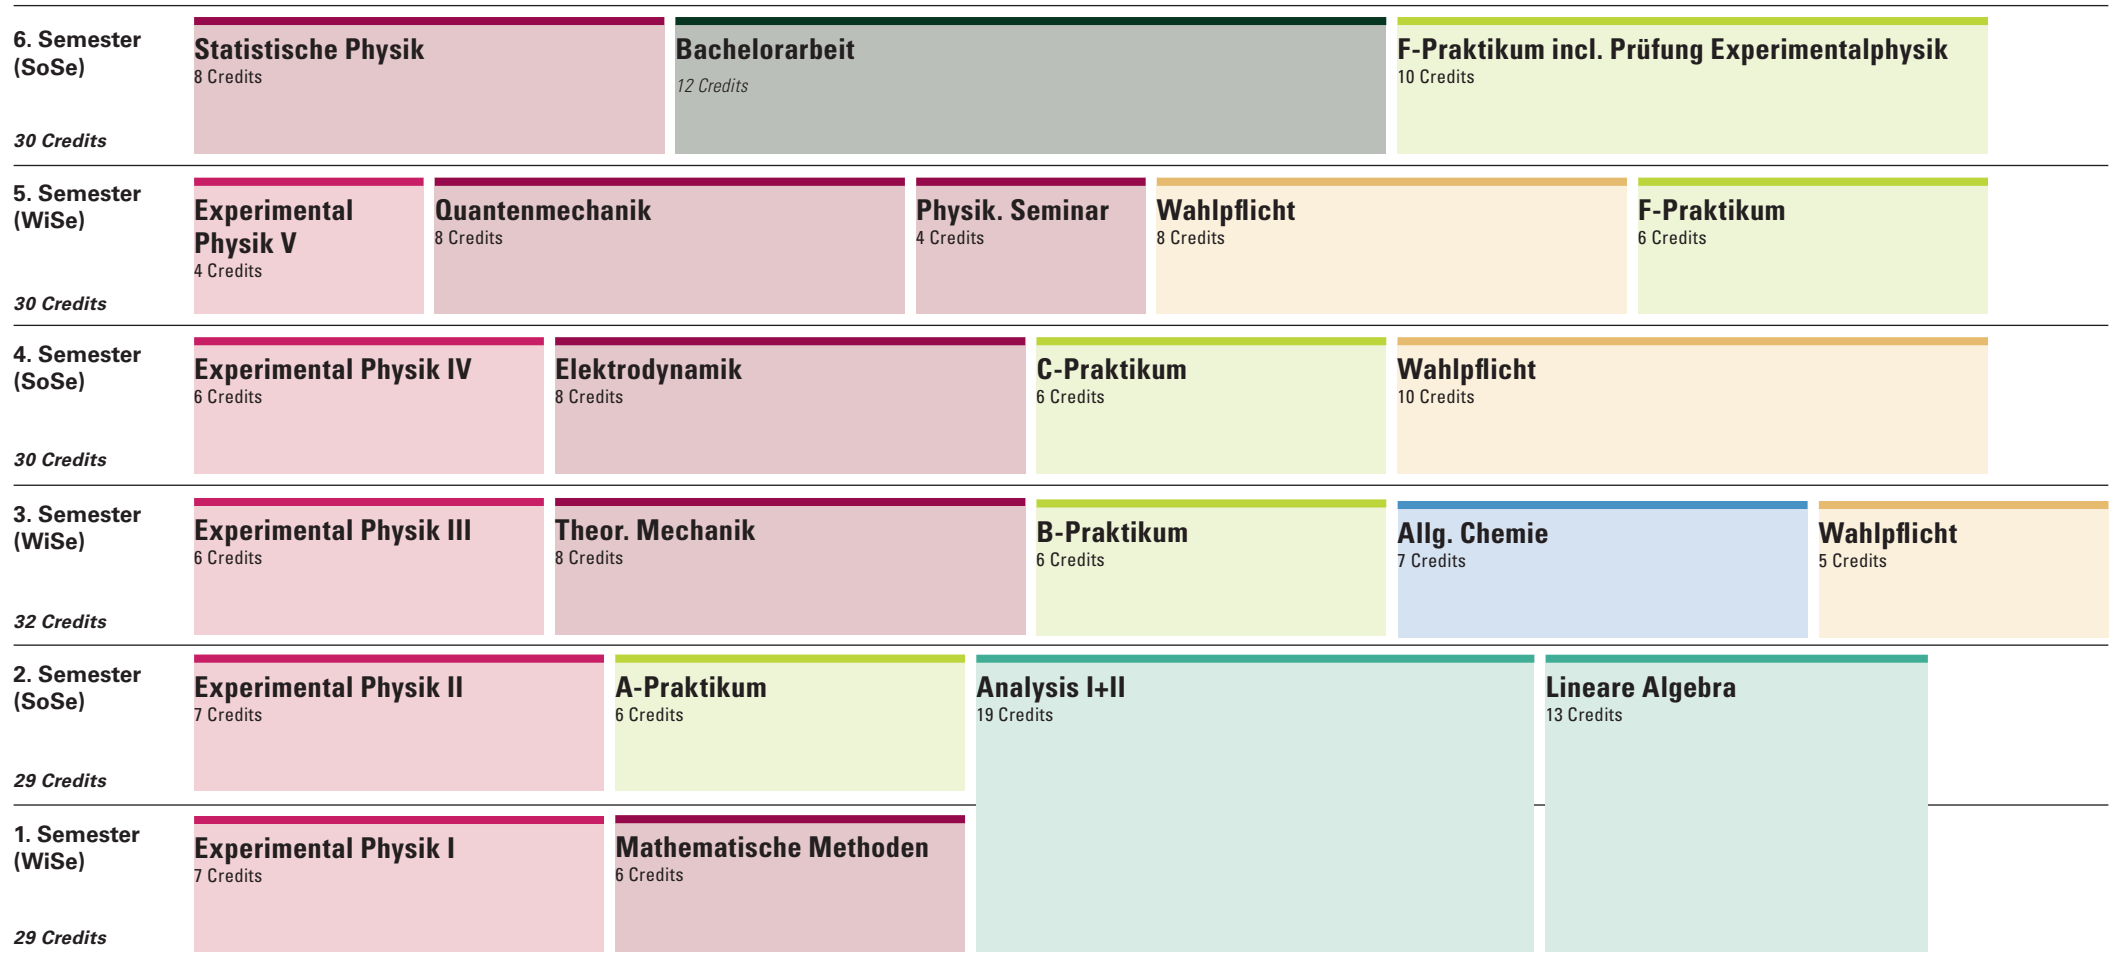 6. Semester
(SoSe)
30 Credits
Statistische Physik
8 Credits
Bachelorarbeit
12 Credits
F-Praktikum incl. Prüfung Experimentalphysik
10 Credits
5. Semester
(WiSe)
30 Credits
Experimental
Physik V
4 Credits
Quantenmechanik
8 Credits
Physik. Seminar
4 Credits
Wahlpflicht
8 Credits
F-Praktikum
6 Credits
4. Semester
(SoSe)
30 Credits
Experimental Physik IV
6 Credits
Elektrodynamik
8 Credits
C-Praktikum
6 Credits
Wahlpflicht
10 Credits
3. Semester
(WiSe)
32 Credits
Experimental Physik III
6 Credits
Theor. Mechanik
8 Credits
B-Praktikum
6 Credits
Allg. Chemie
7 Credits
Wahlpflicht
5 Credits
2. Semester
(SoSe)
29 Credits
Experimental Physik II
7 Credits
A-Praktikum
6 Credits
Analysis I+II
19 Credits
Lineare Algebra
13 Credits
1. Semester
(WiSe)
29 Credits
Experimental Physik I
7 Credits
Mathematische Methoden
6 Credits